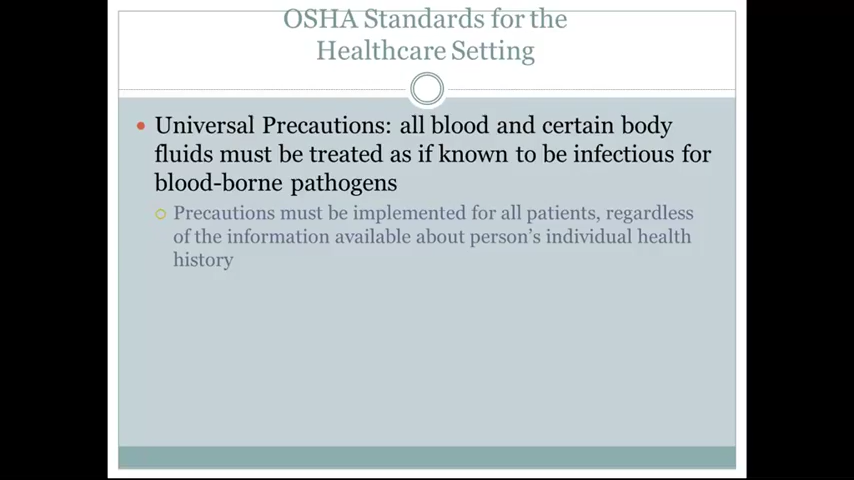 OSHA Standards for the
Healthcare Setting
Universal Precautions: all blood and certain body
fluids must be treated as if known to be infectious for
blood-borne pathogens
Precautions must be implemented for all patients, regardless
of the information available about person’s individual health
history